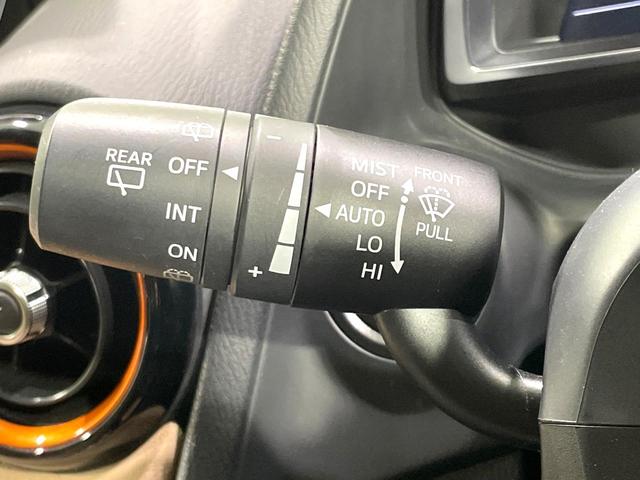 REAR
OFF
INT
ON
−
+
MIST
OFF
AUTO
LO
HI
FRONT
PULL